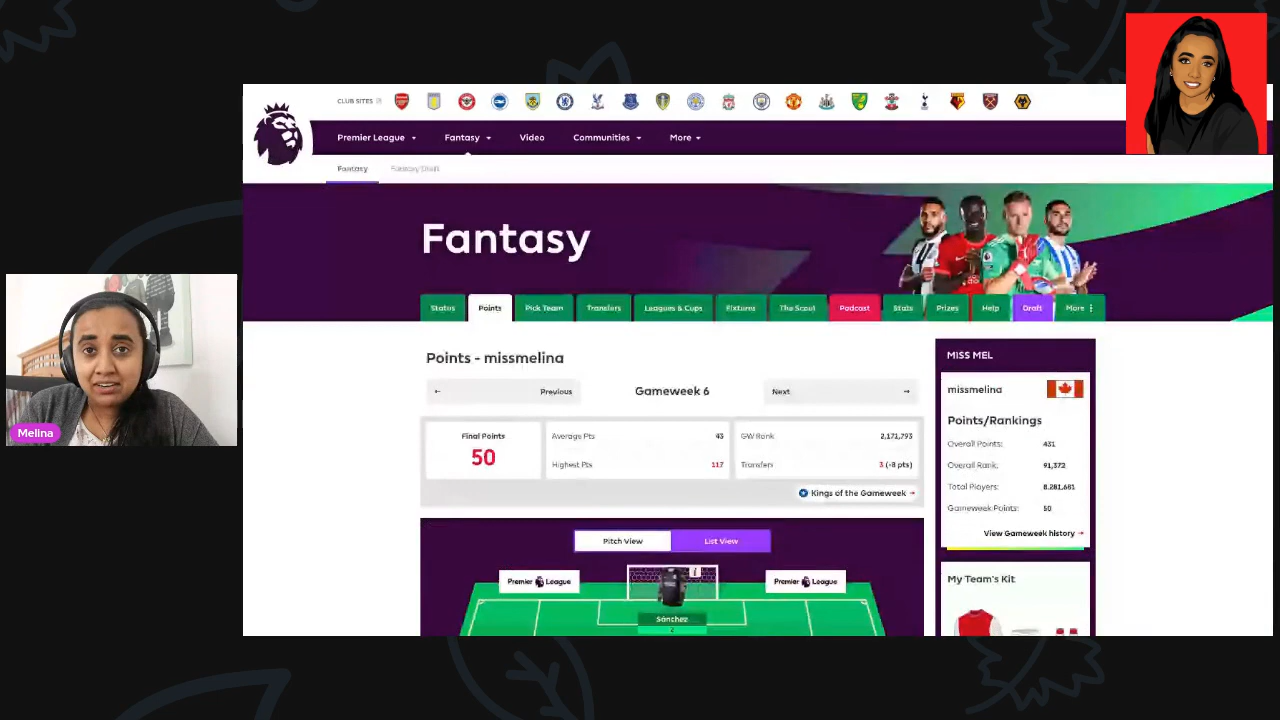 CLUB SITES
Premier League
Fantasy
Video
Communities
More
Fantasy
Fantasy Draft
Fantasy
Status
Points
Pick Team
Transfers
Leagues & Cups
Fixtures
The Scout
Podcast
Stats
Prizes
Help
Draft
More
Points - missmelina
← Previous
Gameweek 6
Next →
Final Points
50
Average Pts 43
Highest Pts 117
GW Rank 2,171,793
Transfers 3 (-8 pts)
Kings of the Gameweek →
Pitch View
List View
Premier League
Premier League
Sánchez
2
MISS MEL
missmelina
Points/Rankings
Overall Points: 431
Overall Rank: 91,372
Total Players: 8,281,681
Gameweek Points: 50
View Gameweek history →
My Team's Kit
Melina